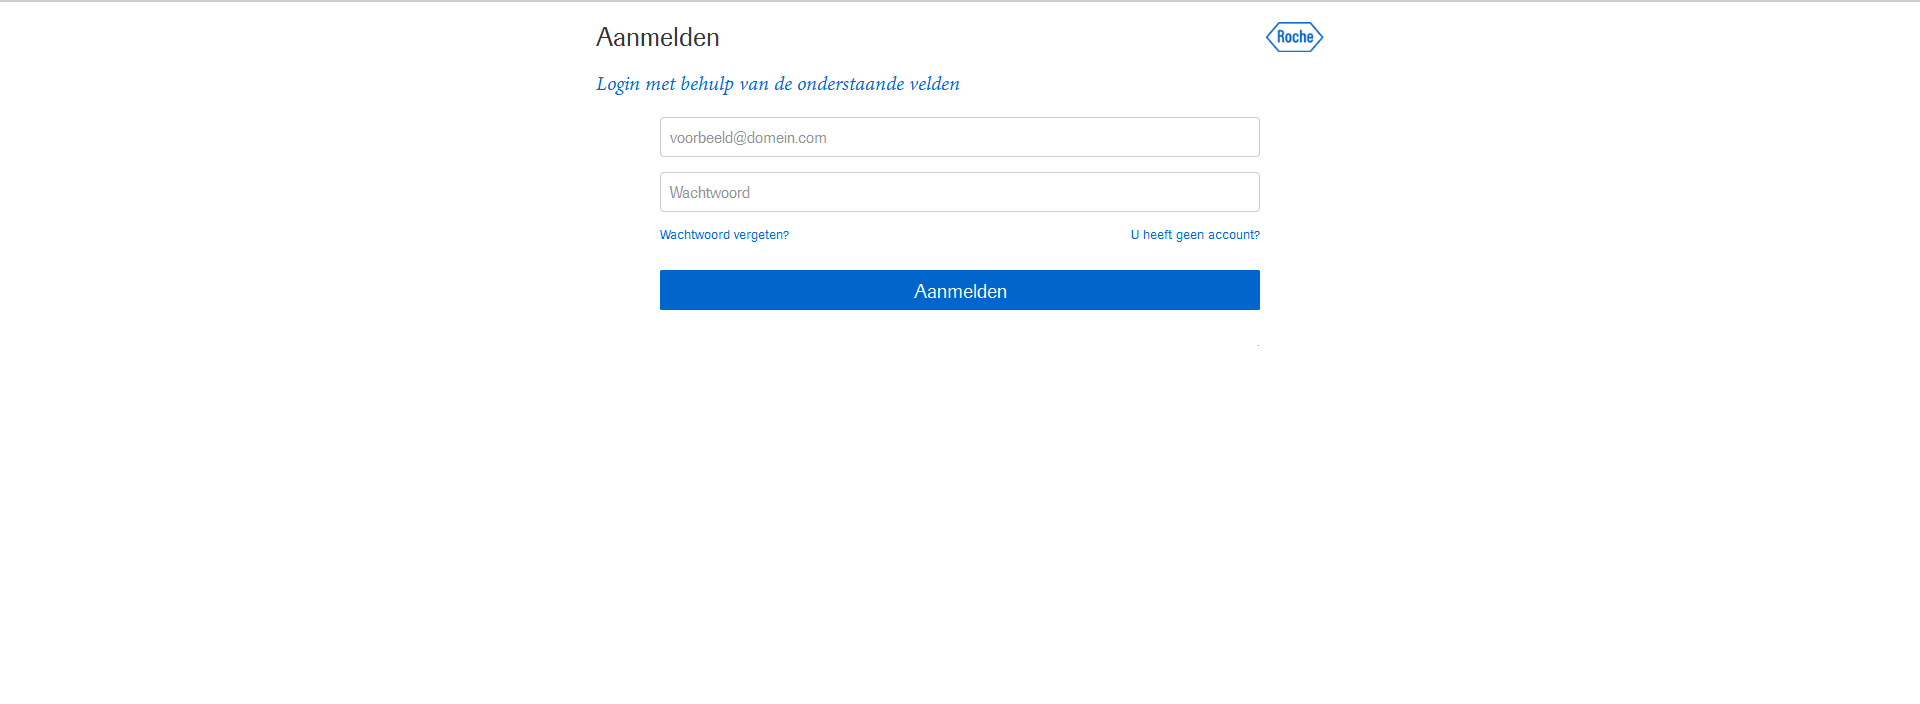 Aanmelden
Roche
Login met behulp van de onderstaande velden
voorbeeld@domein.com
Wachtwoord
Wachtwoord vergeten?
U heeft geen account?
Aanmelden